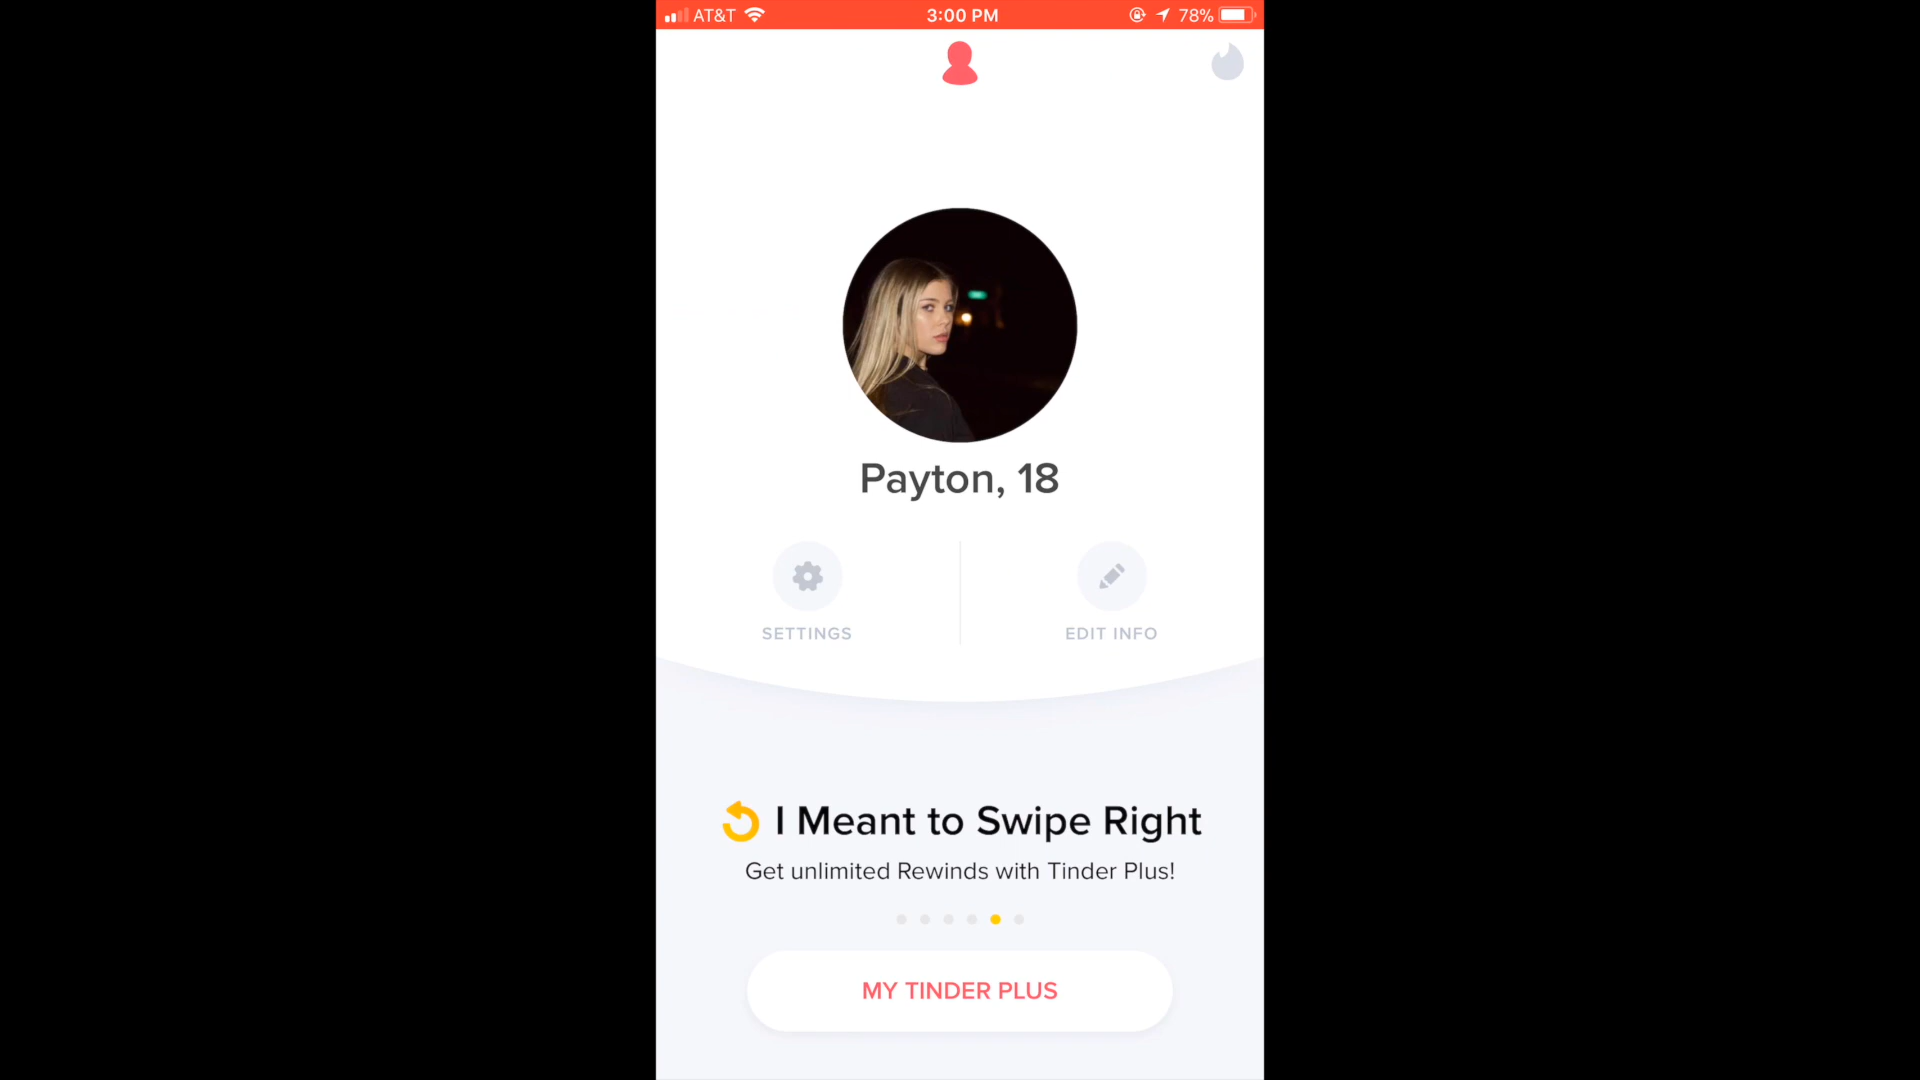 AT&T 3:00 PM 78%
Payton, 18
SETTINGS EDIT INFO
I Meant to Swipe Right
Get unlimited Rewinds with Tinder Plus!
MY TINDER PLUS